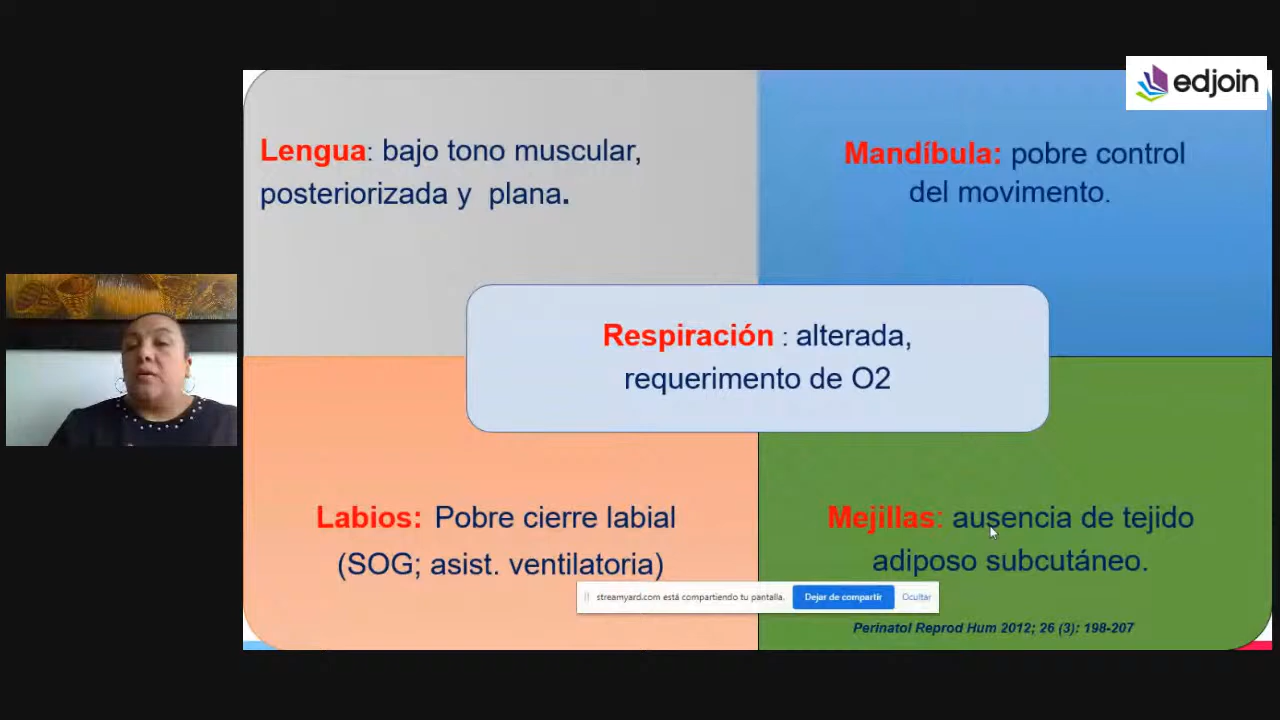 edjoin
Lengua: bajo tono muscular,
posteriorizada y plana.
Mandíbula: pobre control
del movimento.
Respiración : alterada,
requerimento de O2
Labios: Pobre cierre labial
(SOG; asist. ventilatoria)
Mejillas: ausencia de tejido
adiposo subcutáneo.
streamyard.com está compartiendo tu pantalla.
Dejar de compartir
Ocultar
Perinatol Reprod Hum 2012; 26 (3): 198-207